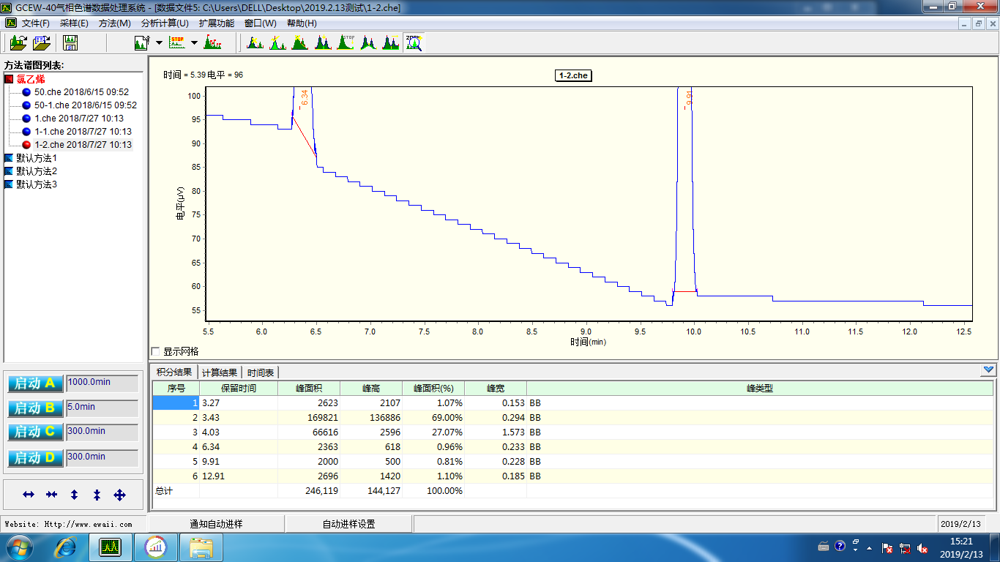 GCEW-40气相色谱数据处理系统 - [数据文件5: C:\Users\DELL\Desktop\2019.2.13测试\1-2.che]
文件(F) 采样(E) 方法(M) 分析计算(U) 扩展功能 窗口(W) 帮助(H)
STOP STOP
方法谱图列表:
氯乙烯
50.che 2018/6/15 09:52
50-1.che 2018/6/15 09:52
1.che 2018/7/27 10:13
1-1.che 2018/7/27 10:13
1-2.che 2018/7/27 10:13
默认方法1
默认方法2
默认方法3
启动 A 1000.0min
启动 B 5.0min
启动 C 300.0min
启动 D 300.0min
时间 = 5.39 电平 = 96
1-2.che
6.34
9.91
电平(μV)
100
95
90
85
80
75
70
65
60
55
5.5 6.0 6.5 7.0 7.5 8.0 8.5 9.0 9.5 10.0 10.5 11.0 11.5 12.0 12.5
时间(min)
显示网格
积分结果 计算结果 时间表
序号 保留时间 峰面积 峰高 峰面积(%) 峰宽 峰类型
1 3.27 2623 2107 1.07% 0.153 BB
2 3.43 169821 136886 69.00% 0.294 BB
3 4.03 66616 2596 27.07% 1.573 BB
4 6.34 2363 618 0.96% 0.233 BB
5 9.91 2000 500 0.81% 0.228 BB
6 12.91 2696 1420 1.10% 0.185 BB
总计 246,119 144,127 100.00%
Website: Http://www.ewaii.com 通知自动进样 自动进样设置 2019/2/13
15:21
2019/2/13